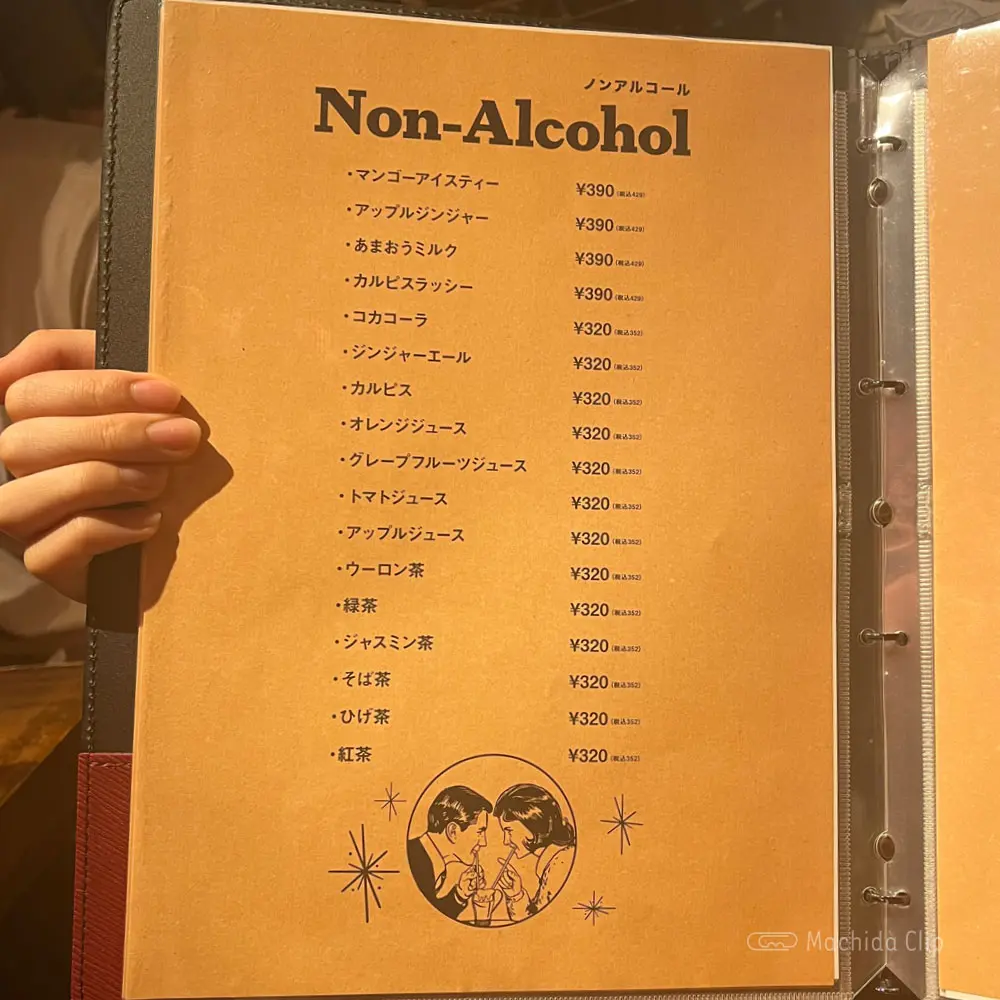 ノンアルコール
Non-Alcohol
・マンゴーアイスティー ¥390(税込429)
・アップルジンジャー ¥390(税込429)
・あまおうミルク ¥390(税込429)
・カルピスラッシー ¥390(税込429)
・コカコーラ ¥320(税込352)
・ジンジャーエール ¥320(税込352)
・カルピス ¥320(税込352)
・オレンジジュース ¥320(税込352)
・グレープフルーツジュース ¥320(税込352)
・トマトジュース ¥320(税込352)
・アップルジュース ¥320(税込352)
・ウーロン茶 ¥320(税込352)
・緑茶 ¥320(税込352)
・ジャスミン茶 ¥320(税込352)
・そば茶 ¥320(税込352)
・ひげ茶 ¥320(税込352)
・紅茶 ¥320(税込352)
Machida Clip